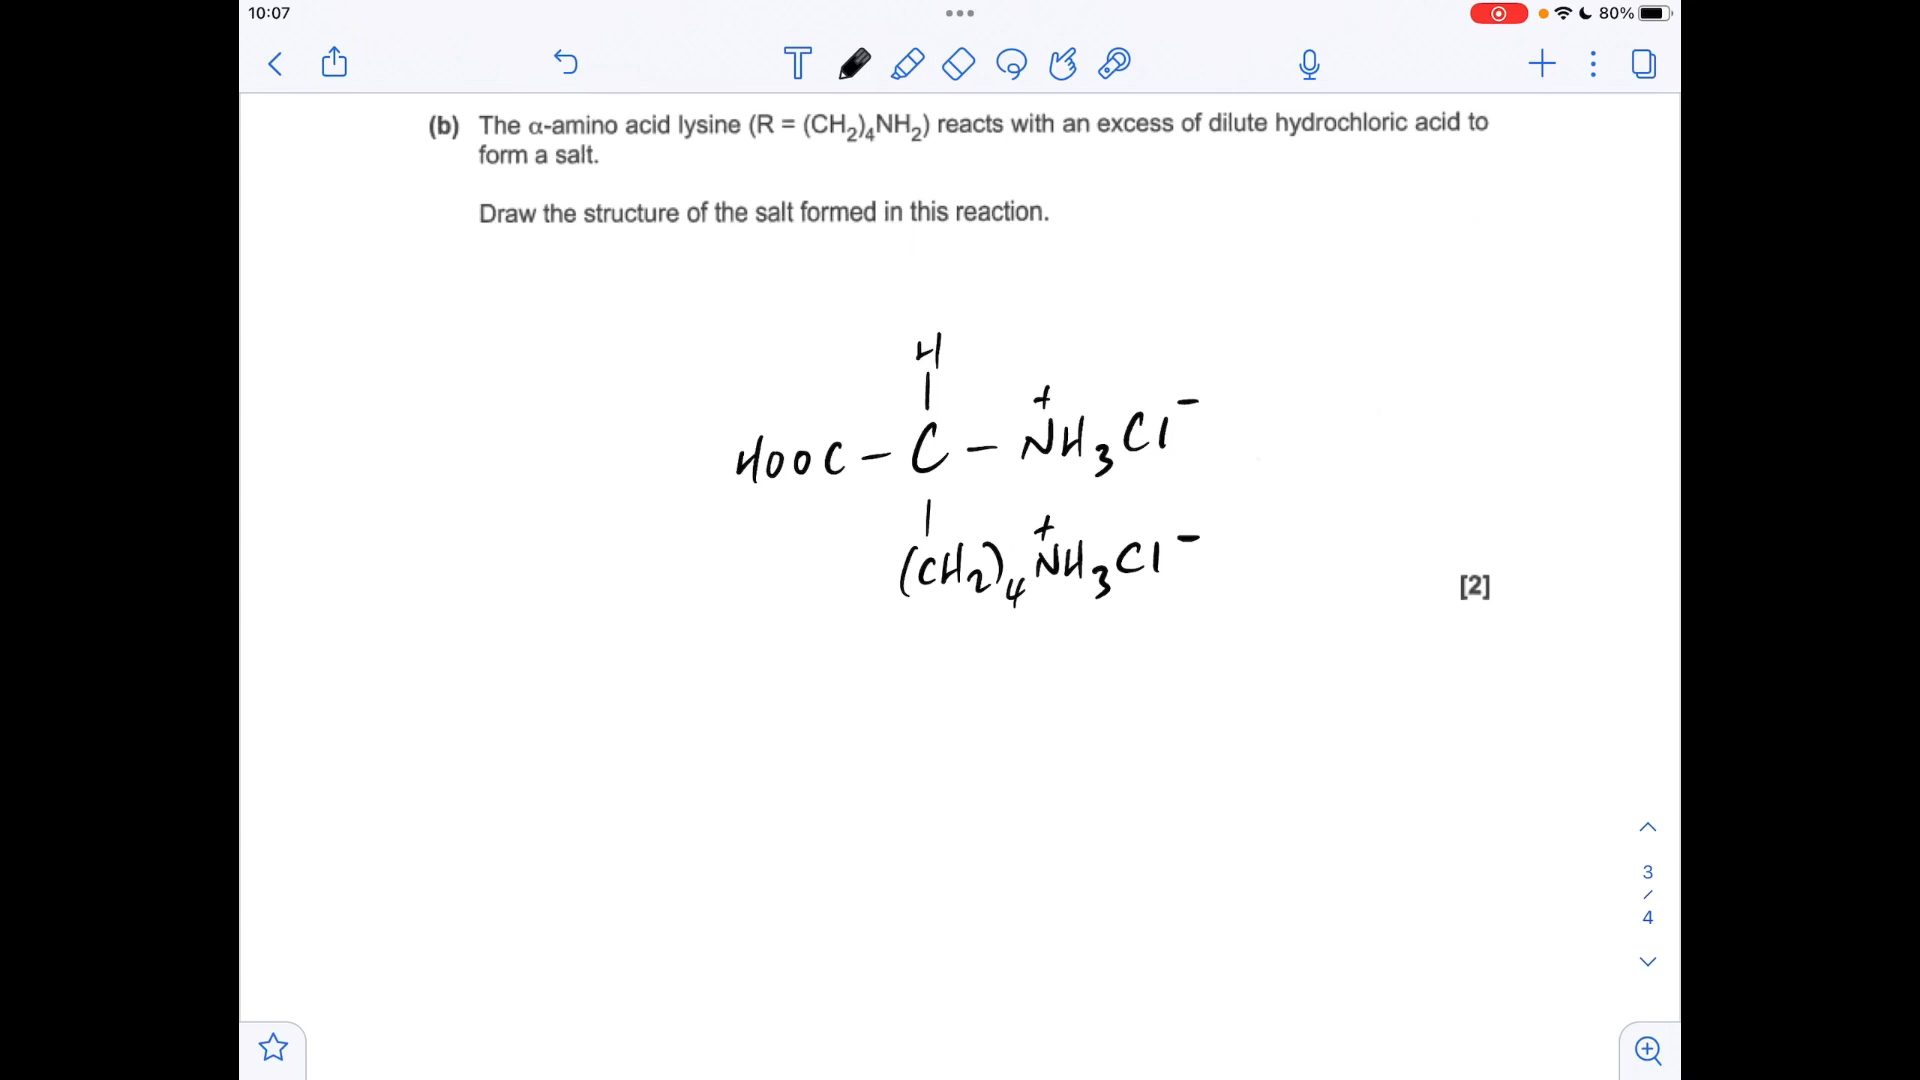 10:07
80%
T
(b) The α-amino acid lysine (R = (CH₂)₄NH₂) reacts with an excess of dilute hydrochloric acid to
form a salt.
Draw the structure of the salt formed in this reaction.
H
HOOC – C – N⁺H₃Cl⁻
(CH₂)₄N⁺H₃Cl⁻
[2]
3
/
4